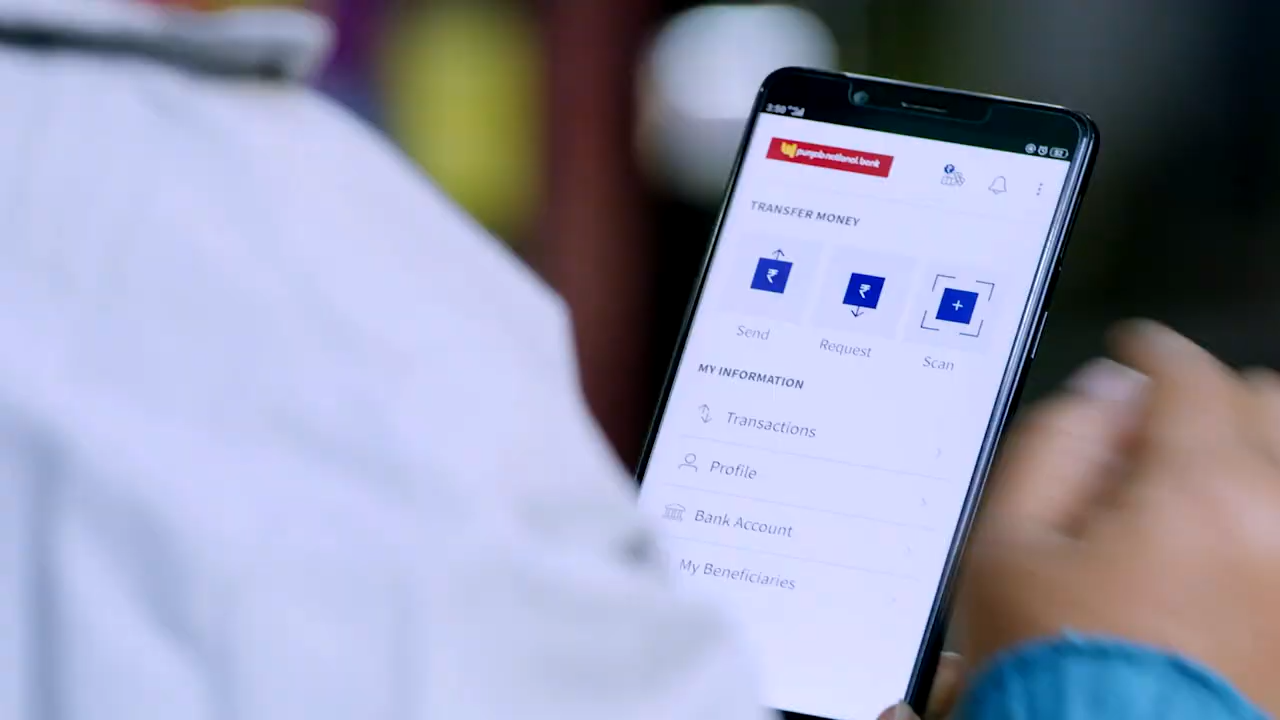 punjab national bank
TRANSFER MONEY
Send Request Scan
MY INFORMATION
Transactions
Profile
Bank Account
My Beneficiaries